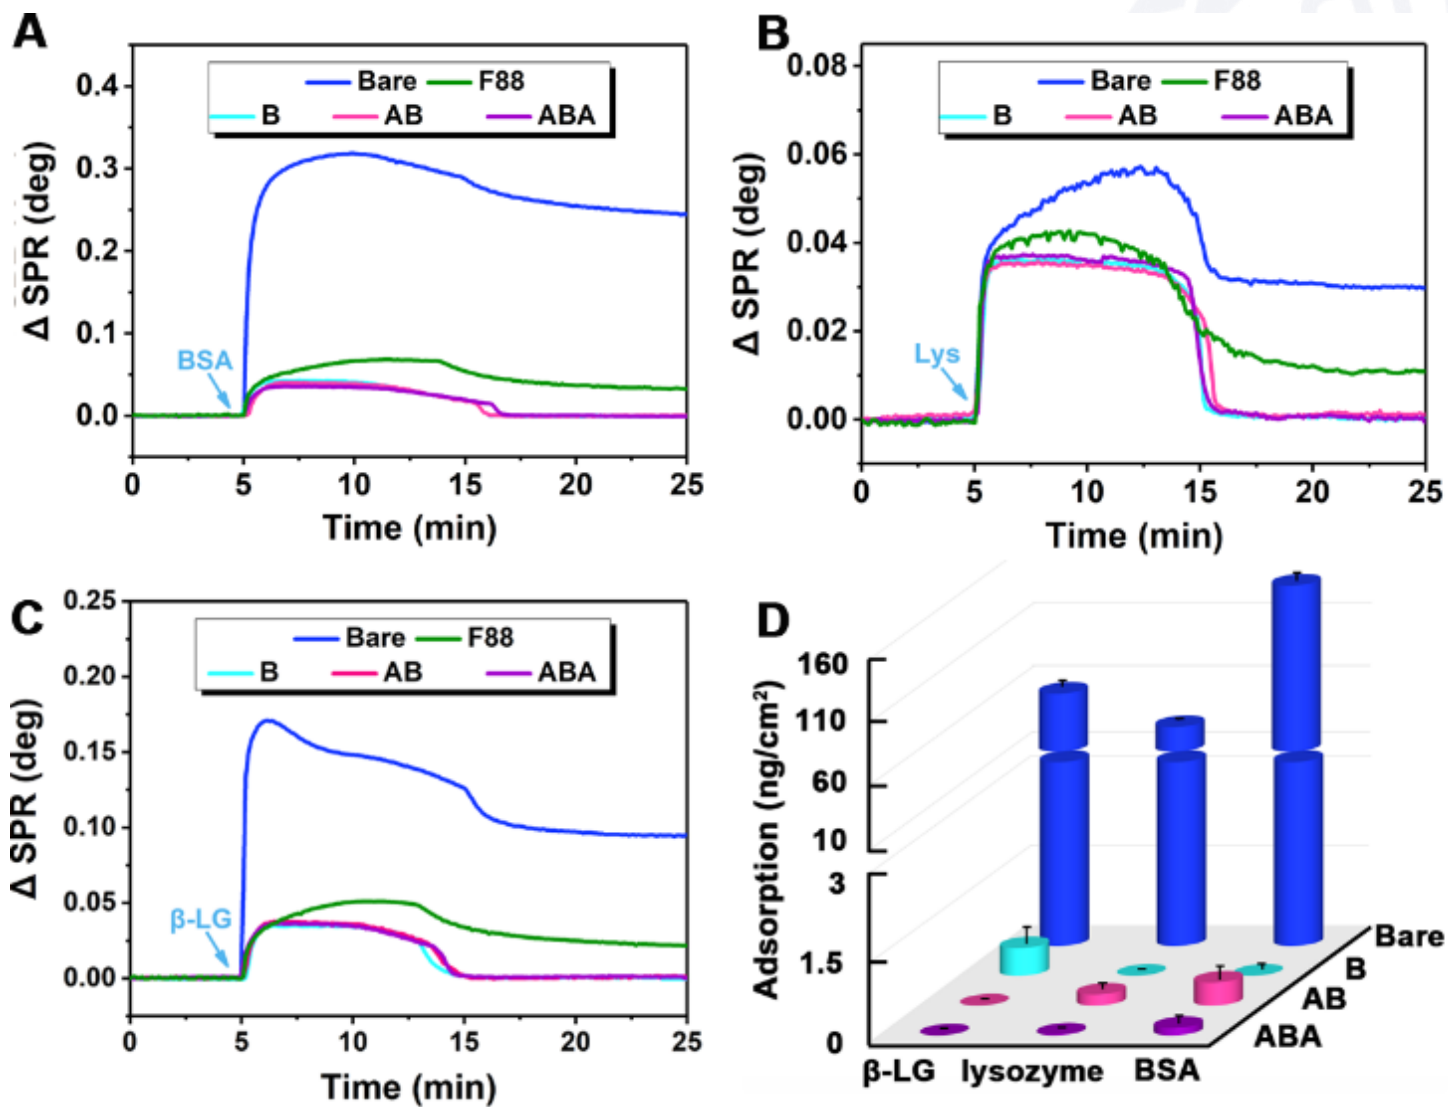 A
Bare F88
B AB ABA
Δ SPR (deg)
0.4
0.3
0.2
0.1
0.0
BSA
0 5 10 15 20 25
Time (min)
B
Bare F88
B AB ABA
Δ SPR (deg)
0.08
0.06
0.04
0.02
0.00
Lys
0 5 10 15 20 25
Time (min)
C
Bare F88
B AB ABA
Δ SPR (deg)
0.25
0.20
0.15
0.10
0.05
0.00
β-LG
0 5 10 15 20 25
Time (min)
D
Adsorption (ng/cm²)
160
110
60
10
3
1.5
0
Bare
B
AB
ABA
β-LG lysozyme BSA